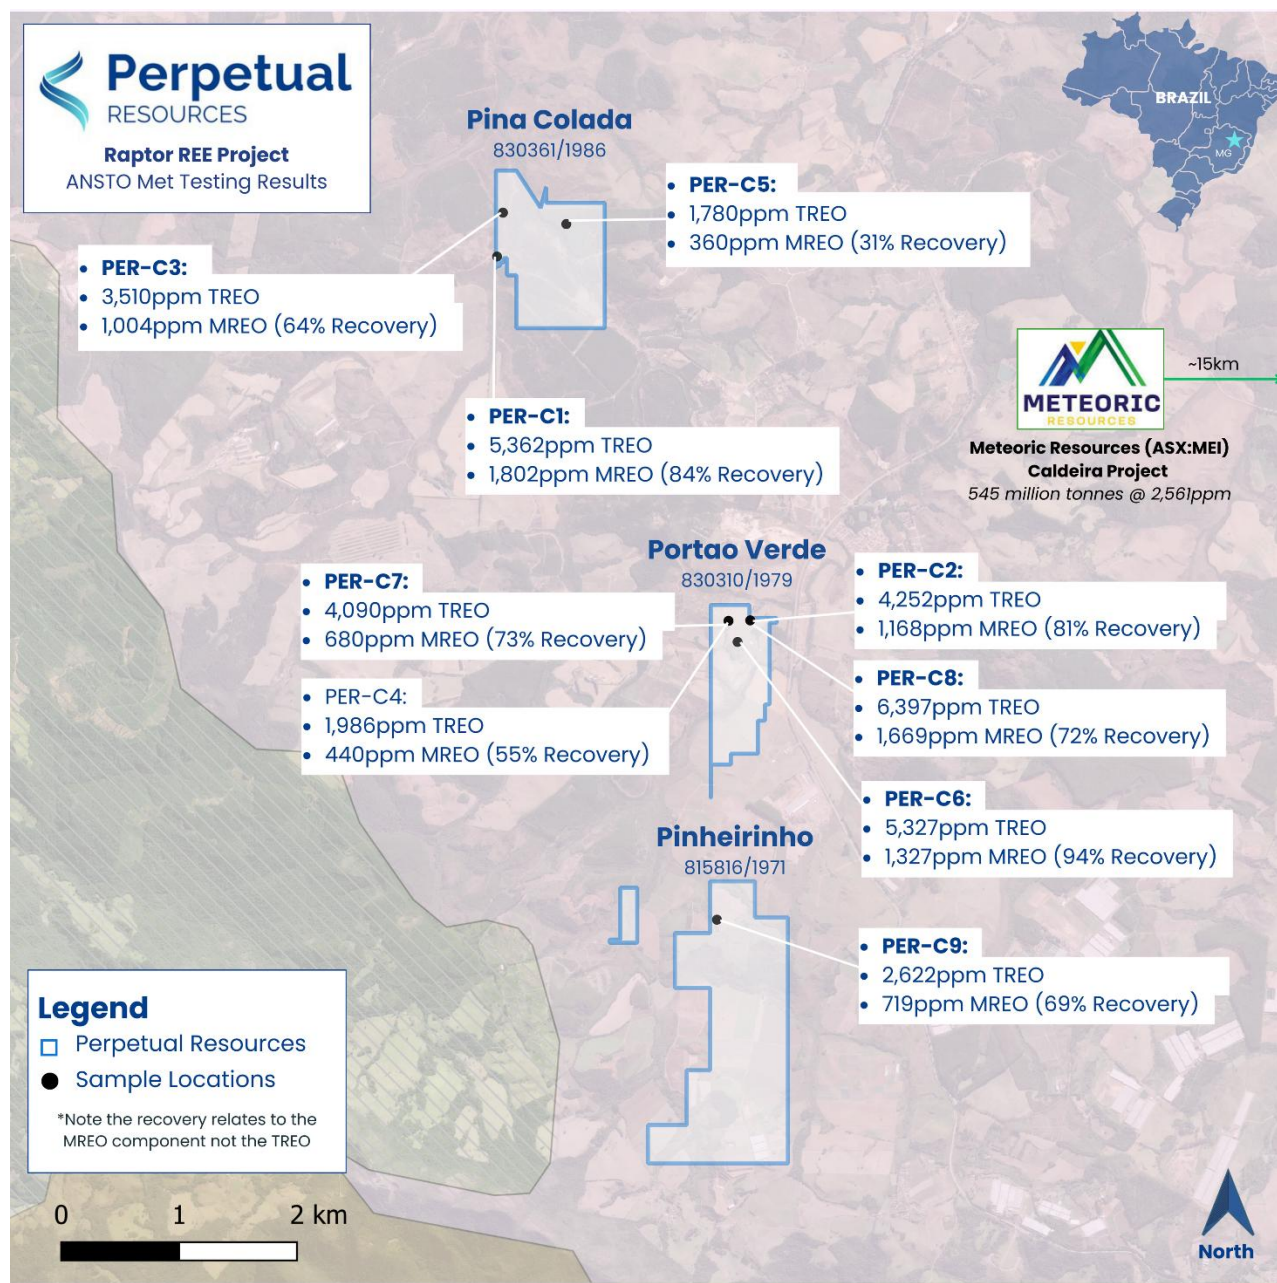 Perpetual
RESOURCES
Raptor REE Project
ANSTO Met Testing Results
BRAZIL
MG
Pina Colada
830361/1986
• PER-C5:
• 1,780ppm TREO
• 360ppm MREO (31% Recovery)
• PER-C3:
• 3,510ppm TREO
• 1,004ppm MREO (64% Recovery)
METEORIC
RESOURCES
~15km
Meteoric Resources (ASX:MEI)
Caldeira Project
545 million tonnes @ 2,561ppm
• PER-C1:
• 5,362ppm TREO
• 1,802ppm MREO (84% Recovery)
Portao Verde
830310/1979
• PER-C7:
• 4,090ppm TREO
• 680ppm MREO (73% Recovery)
• PER-C2:
• 4,252ppm TREO
• 1,168ppm MREO (81% Recovery)
• PER-C4:
• 1,986ppm TREO
• 440ppm MREO (55% Recovery)
• PER-C8:
• 6,397ppm TREO
• 1,669ppm MREO (72% Recovery)
• PER-C6:
• 5,327ppm TREO
• 1,327ppm MREO (94% Recovery)
Pinheirinho
815816/1971
• PER-C9:
• 2,622ppm TREO
• 719ppm MREO (69% Recovery)
Legend
Perpetual Resources
Sample Locations
*Note the recovery relates to the
MREO component not the TREO
0 1 2 km
North